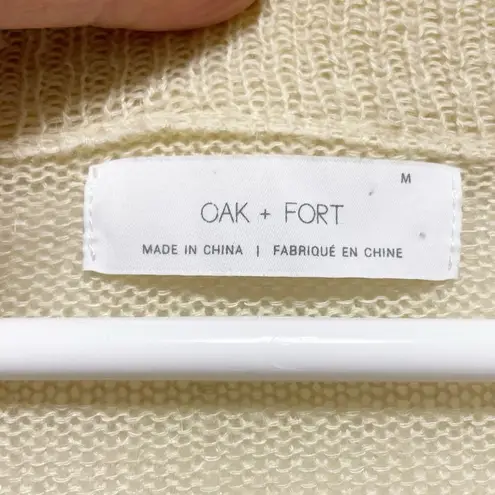 M
OAK + FORT
MADE IN CHINA | FABRIQUÉ EN CHINE